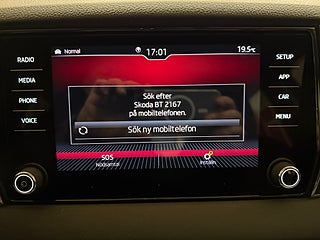 Normal
17:01
19.5°C
RADIO
MEDIA
PHONE
VOICE
SETUP
APP
CAR
MENU
Sök efter
Skoda BT 2167
på mobiltelefonen.
Sök ny mobiltelefon
SOS
Nödsamtal
Inställn.